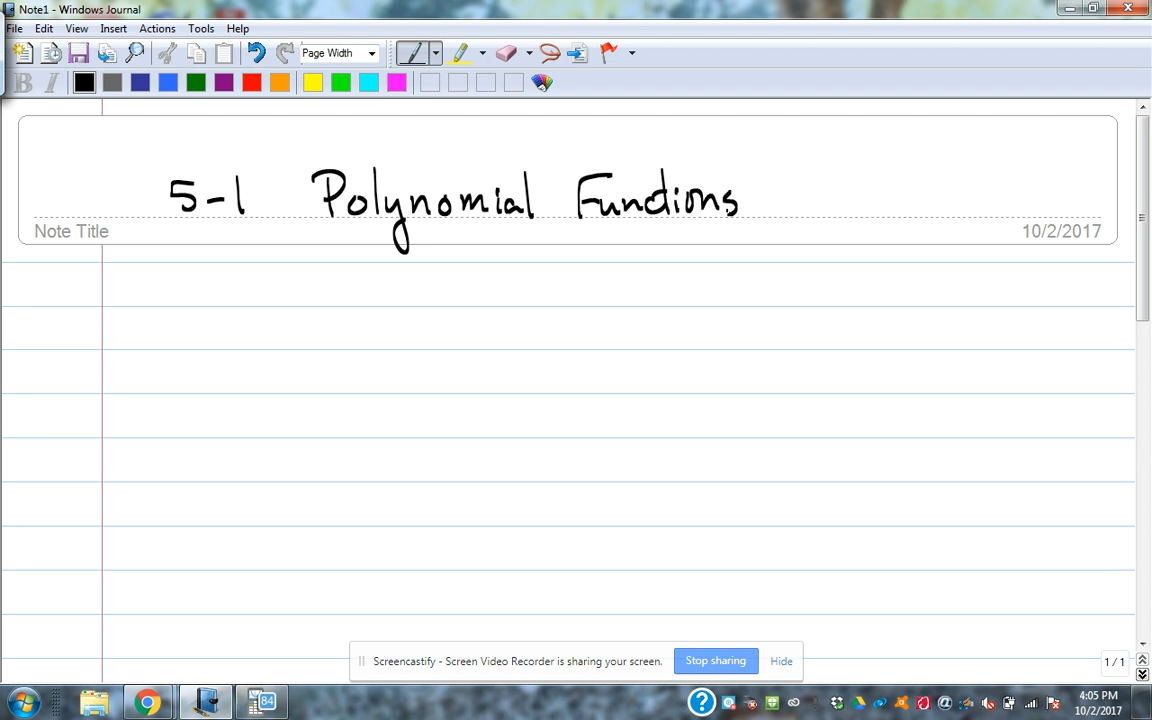 Note1 - Windows Journal
File Edit View Insert Actions Tools Help
Page Width
B I
5-1 Polynomial Functions
Note Title
10/2/2017
Screencastify - Screen Video Recorder is sharing your screen. Stop sharing Hide
1 / 1
84
4:05 PM
10/2/2017